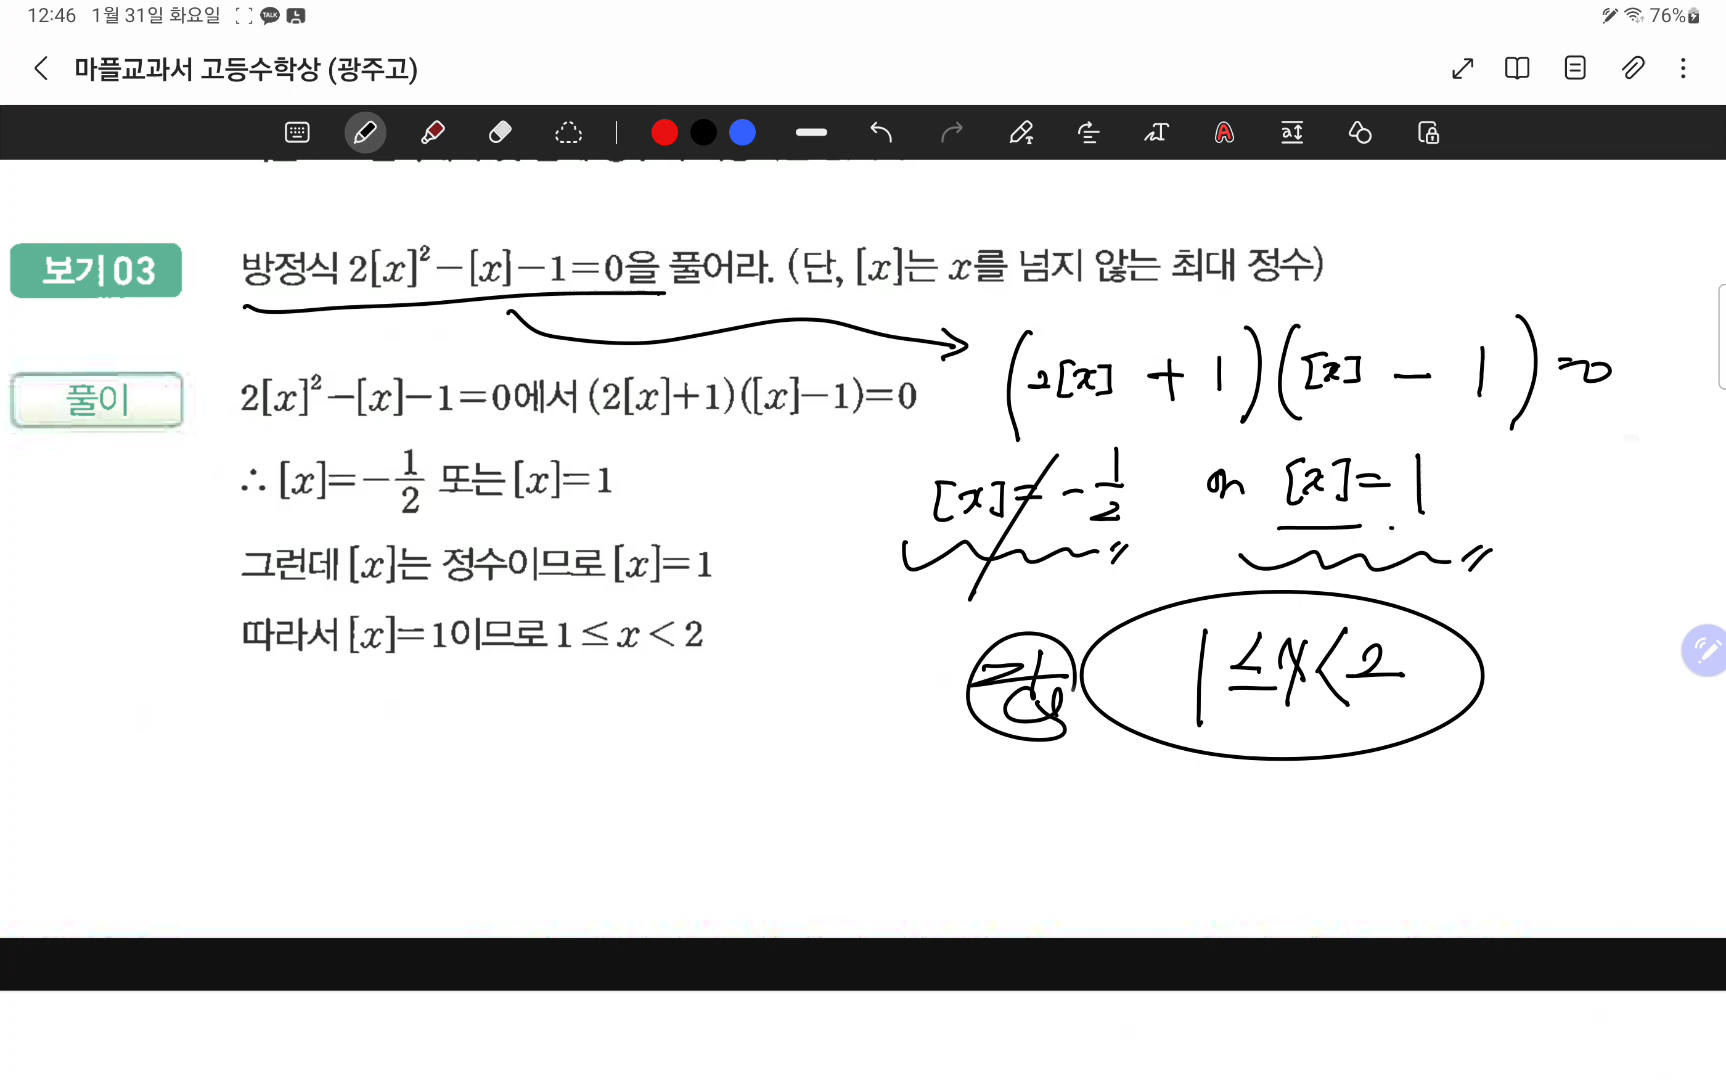 12:46 1월 31일 화요일
TALK
76%
마플교과서 고등수학상 (광주고)
보기 03
방정식 2[x]²-[x]-1=0을 풀어라. (단, [x]는 x를 넘지 않는 최대 정수)
(2[x] + 1)([x] - 1)=0
풀이
2[x]²-[x]-1=0에서 (2[x]+1)([x]-1)=0
∴ [x]=-1/2 또는 [x]=1
[x]=-1/2 or [x]=1
그런데 [x]는 정수이므로 [x]=1
따라서 [x]=1이므로 1≤x<2
1≤x<2